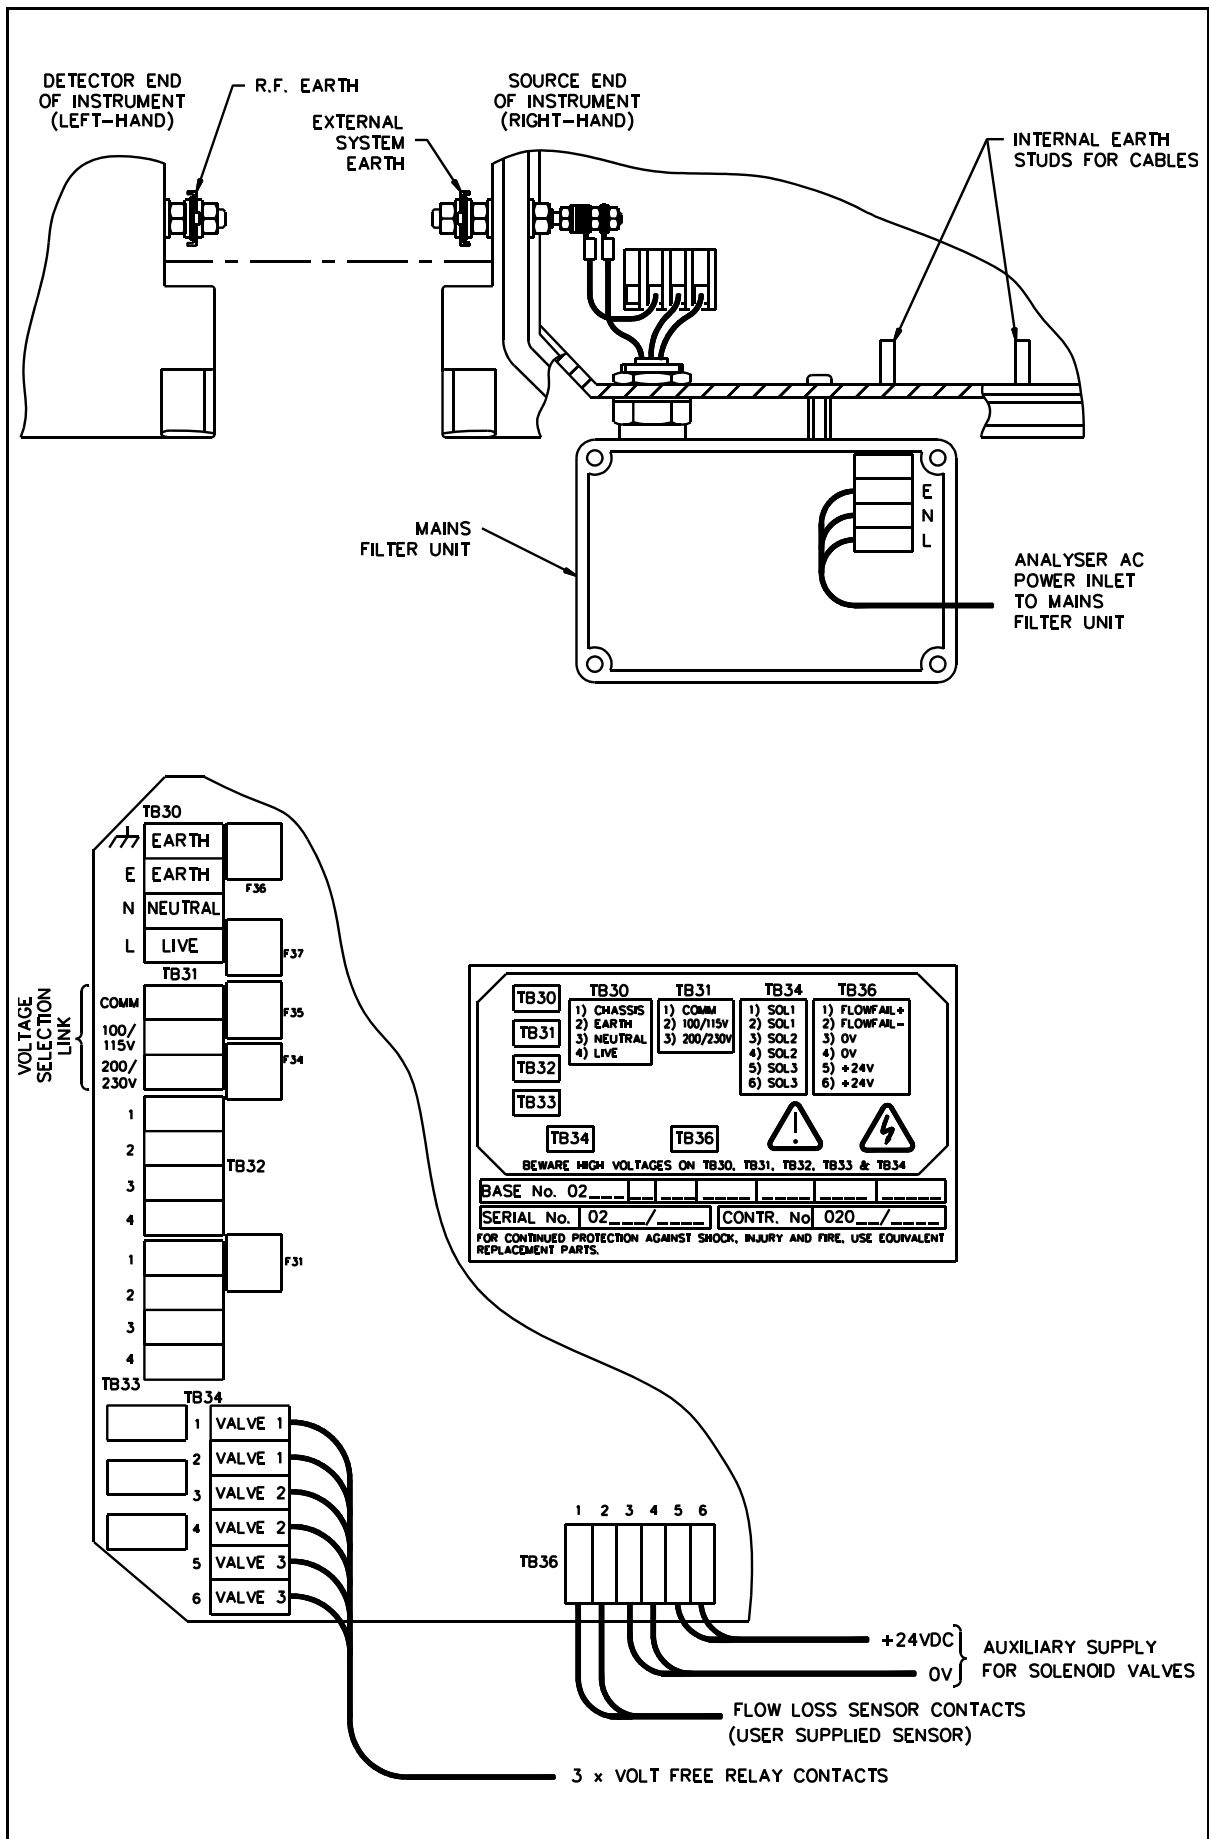 DETECTOR END
OF INSTRUMENT
(LEFT-HAND)
R.F. EARTH
EXTERNAL
SYSTEM
EARTH
SOURCE END
OF INSTRUMENT
(RIGHT-HAND)
INTERNAL EARTH
STUDS FOR CABLES
MAINS
FILTER UNIT
E
N
L
ANALYSER AC
POWER INLET
TO MAINS
FILTER UNIT
TB30
EARTH
E EARTH
F36
N NEUTRAL
L LIVE
F37
TB31
VOLTAGE
SELECTION
LINK
COMM
F35
100/
115V
200/
230V
F34
1
2
3
4
TB32
1
2
3
4
F31
TB33
TB34
1 VALVE 1
2 VALVE 1
3 VALVE 2
4 VALVE 2
5 VALVE 3
6 VALVE 3
TB30
TB31
TB32
TB33
TB34
TB36
TB30
1) CHASSIS
2) EARTH
3) NEUTRAL
4) LIVE
TB31
1) COMM
2) 100/115V
3) 200/230V
TB34
1) SOL1
2) SOL1
3) SOL2
4) SOL2
5) SOL3
6) SOL3
TB36
1) FLOWFAIL+
2) FLOWFAIL-
3) 0V
4) 0V
5) +24V
6) +24V
BEWARE HIGH VOLTAGES ON TB30, TB31, TB32, TB33 & TB34
BASE No. 02___ __ ___ ____ ____ ____ _____
SERIAL No. 02___/____ CONTR. No 020__/____
FOR CONTINUED PROTECTION AGAINST SHOCK, INJURY AND FIRE, USE EQUIVALENT
REPLACEMENT PARTS.
1 2 3 4 5 6
TB36
+24VDC
0V
AUXILIARY SUPPLY
FOR SOLENOID VALVES
FLOW LOSS SENSOR CONTACTS
(USER SUPPLIED SENSOR)
3 x VOLT FREE RELAY CONTACTS